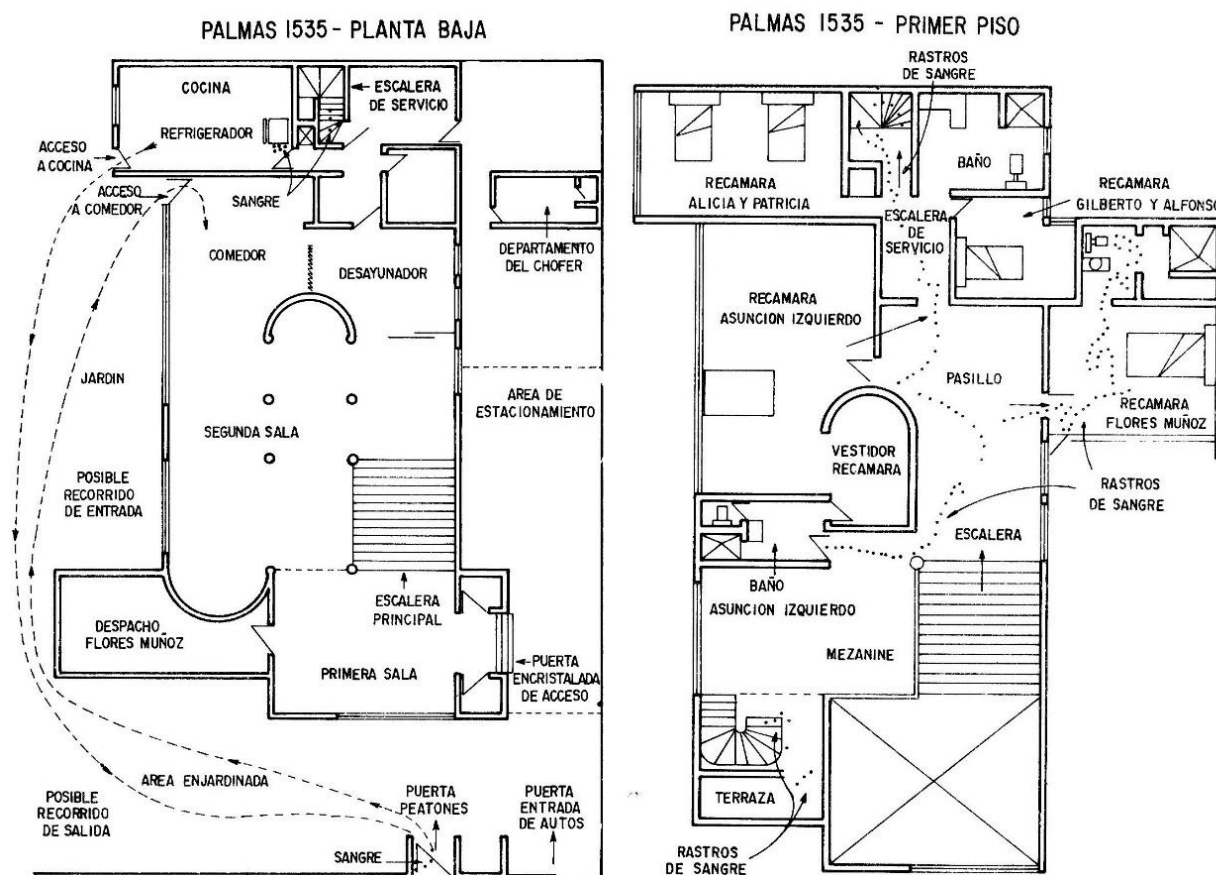 PALMAS 1535 - PLANTA BAJA
COCINA
ESCALERA
DE SERVICIO
REFRIGERADOR
ACCESO
A COCINA
ACCESO
A COMEDOR
SANGRE
COMEDOR
DESAYUNADOR
DEPARTAMENTO
DEL CHOFER
JARDIN
AREA DE
ESTACIONAMIENTO
SEGUNDA SALA
POSIBLE
RECORRIDO
DE ENTRADA
ESCALERA
PRINCIPAL
DESPACHO
FLORES MUÑOZ
PRIMERA SALA
PUERTA
ENCRISTALADA
DE ACCESO
AREA ENJARDINADA
POSIBLE
RECORRIDO
DE SALIDA
PUERTA
PEATONES
PUERTA
ENTRADA
DE AUTOS
SANGRE
PALMAS 1535 - PRIMER PISO
RASTROS
DE SANGRE
BAÑO
RECAMARA
ALICIA Y PATRICIA
RECAMARA
GILBERTO Y ALFONSO
ESCALERA
DE
SERVICIO
RECAMARA
ASUNCION IZQUIERDO
PASILLO
RECAMARA
FLORES MUÑOZ
VESTIDOR
RECAMARA
RASTROS
DE SANGRE
ESCALERA
BAÑO
ASUNCION IZQUIERDO
MEZANINE
TERRAZA
RASTROS
DE SANGRE